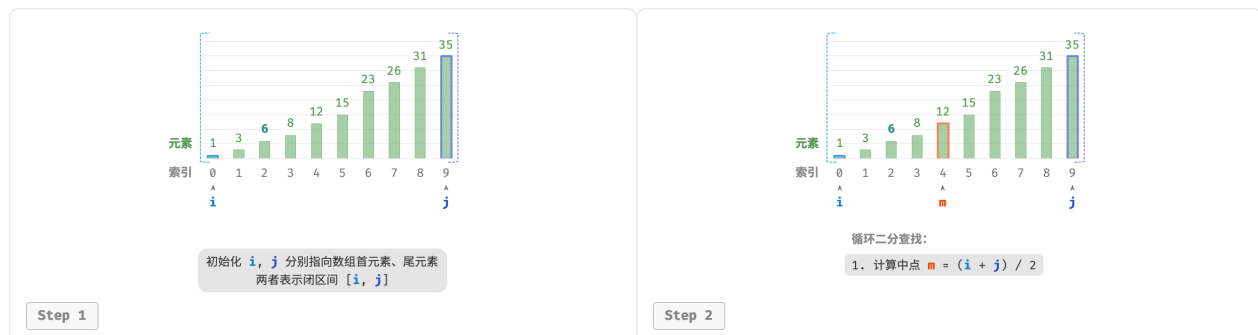 35
31
26
23
15
12
8
6
3
元素 1
索引 0 1 2 3 4 5 6 7 8 9
i j
初始化 i, j 分别指向数组首元素、尾元素
两者表示闭区间 [i, j]
Step 1
35
31
26
23
15
12
8
6
3
元素 1
索引 0 1 2 3 4 5 6 7 8 9
i m j
循环二分查找：
1. 计算中点 m = (i + j) / 2
Step 2